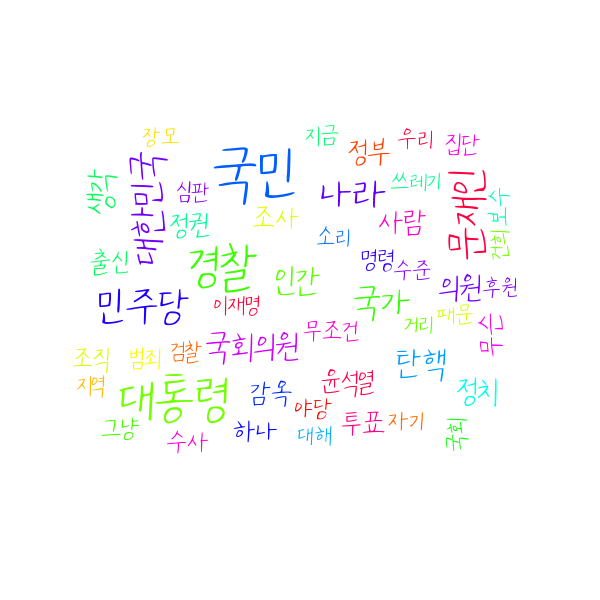 장모
지금
정부
우리
집단
국민
생각
대한민국
심판
나라
쓰레기
문재인
보수
정권
조사
사람
건희
소리
출신
경찰
인간
명령
수준
의원
후원
민주당
이재명
국가
거리
때문
무슨
국회의원
무조건
조직
범죄
검찰
탄핵
지역
대통령
감옥
윤석열
정치
야당
투표
자기
그냥
수사
하나
대해
국회